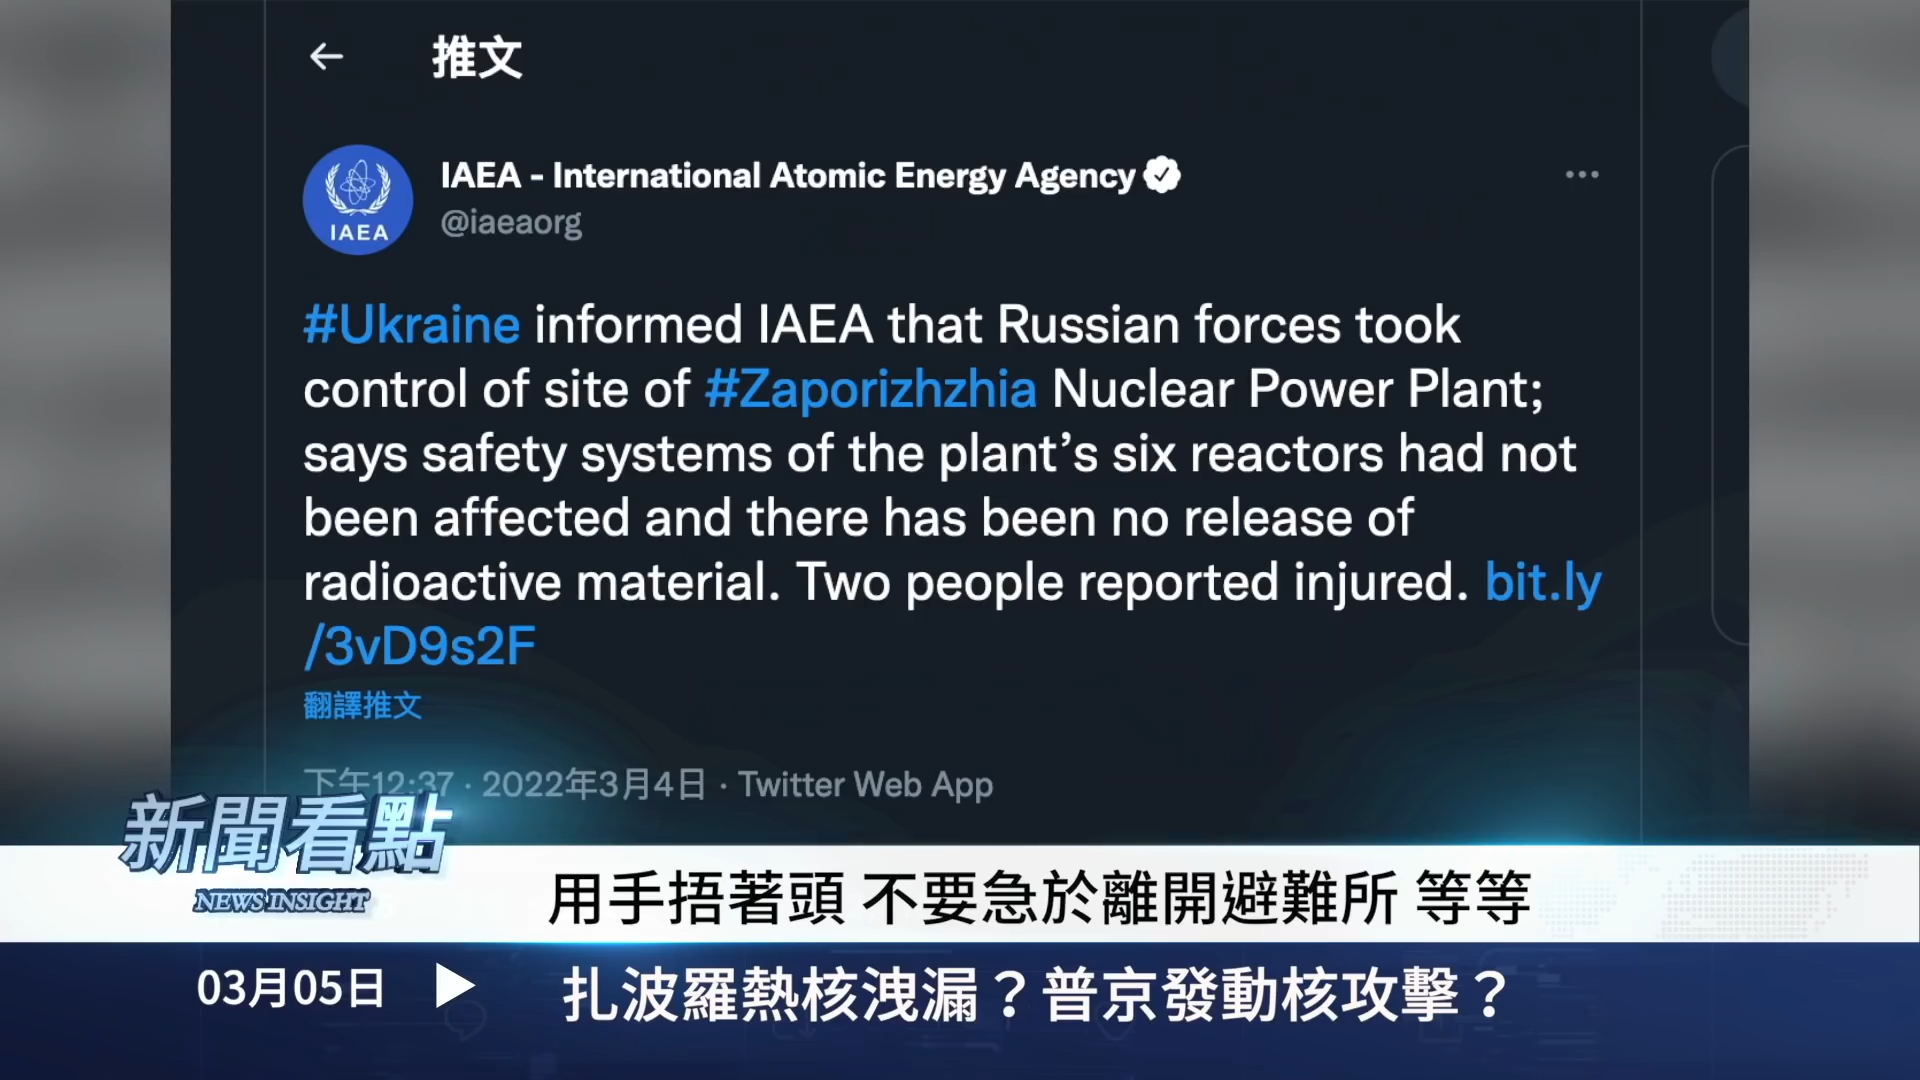 推文
IAEA - International Atomic Energy Agency
@iaeaorg
IAEA
#Ukraine informed IAEA that Russian forces took
control of site of #Zaporizhzhia Nuclear Power Plant;
says safety systems of the plant’s six reactors had not
been affected and there has been no release of
radioactive material. Two people reported injured. bit.ly
/3vD9s2F
翻譯推文
下午12:37 · 2022年3月4日 · Twitter Web App
新聞看點
NEWS INSIGHT
用手捂著頭 不要急於離開避難所 等等
03月05日
扎波羅熱核洩漏？普京發動核攻擊？